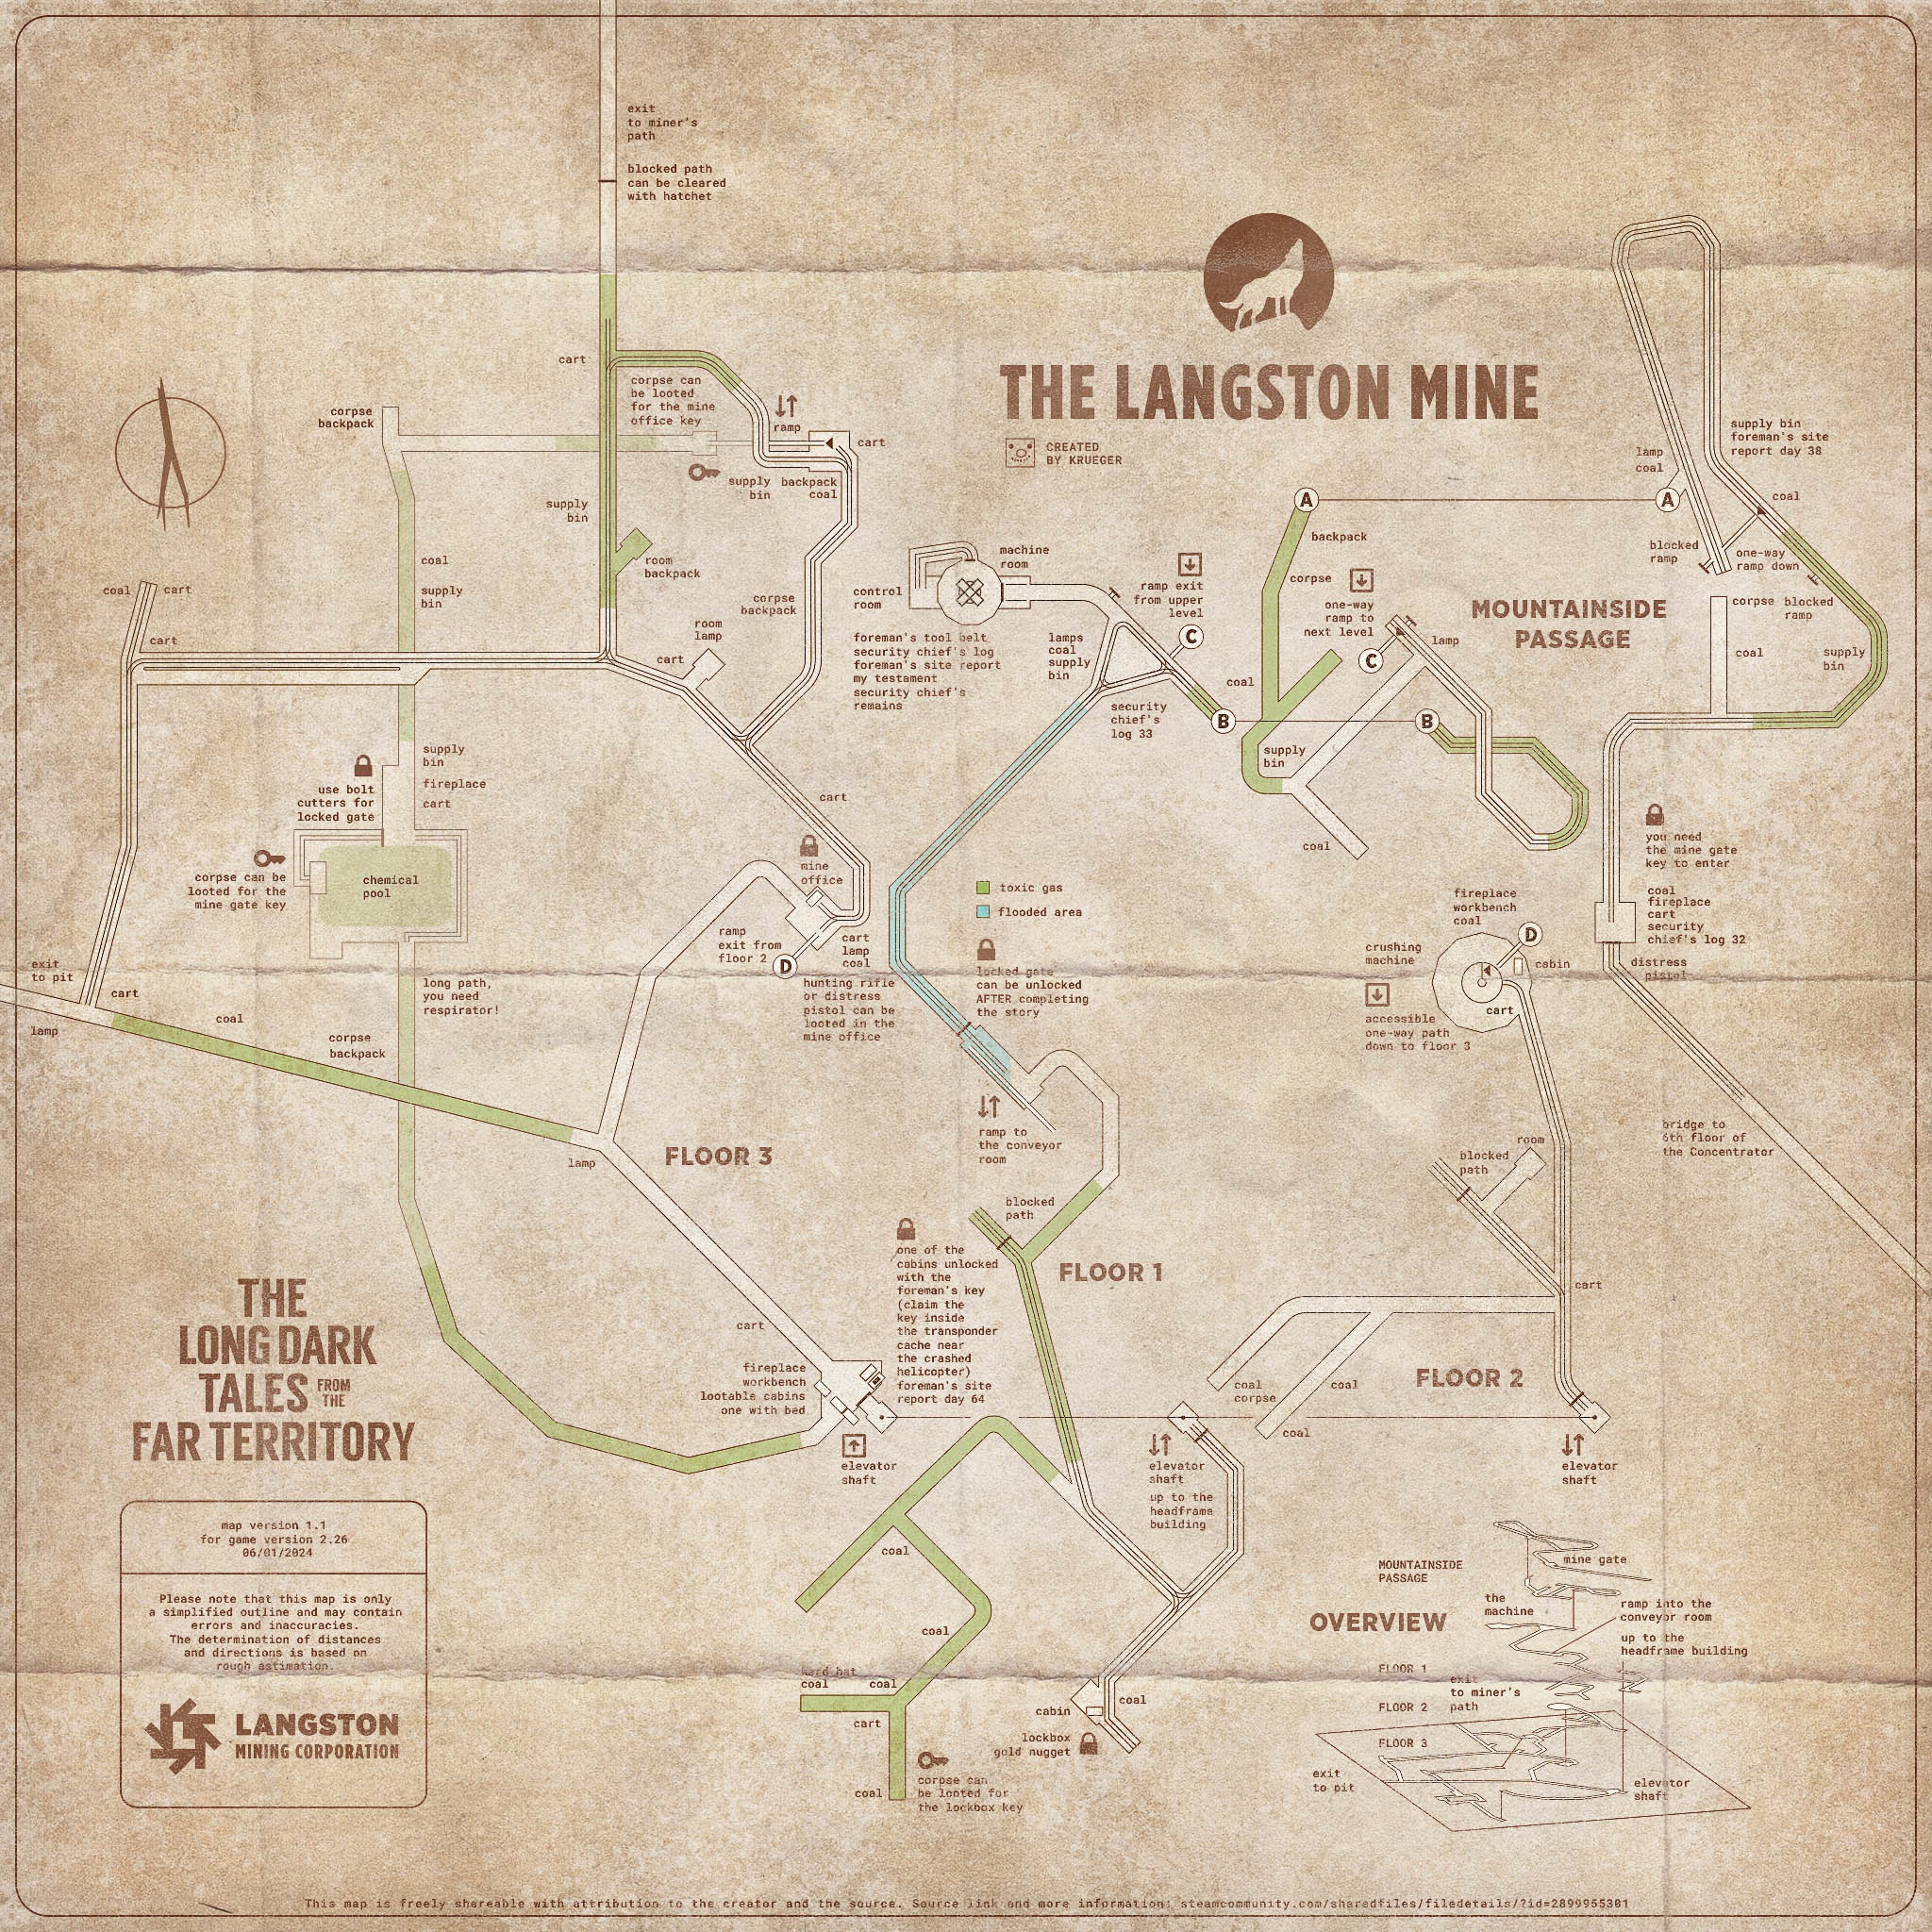 exit
to miner's
path
blocked path
can be cleared
with hatchet
THE LANGSTON MINE
CREATED
BY KRUEGER
cart
corpse can
be looted
for the mine
office key
ramp
cart
supply
bin
backpack
coal
corpse
backpack
supply
bin
room
backpack
coal
supply
bin
coal
cart
cart
corpse
backpack
room
lamp
cart
supply
bin
fireplace
cart
use bolt
cutters for
locked gate
corpse can be
looted for the
mine gate key
chemical
pool
cart
mine
office
ramp
exit from
floor 2
D
cart
lamp
coal
hunting rifle
or distress
pistol can be
looted in the
mine office
exit
to pit
cart
lamp
coal
long path,
you need
respirator!
corpse
backpack
lamp
FLOOR 3
cart
fireplace
workbench
lootable cabins
one with bed
elevator
shaft
one of the
cabins unlocked
with the
foreman's key
(claim the
key inside
the transponder
cache near
the crashed
helicopter)
foreman's site
report day 64
control
room
machine
room
foreman's tool belt
security chief's log
foreman's site report
my testament
security chief's
remains
lamps
coal
supply
bin
ramp exit
from upper
level
C
security
chief's
log 33
B
B
A
A
backpack
corpse
one-way
ramp to
next level
C
lamp
coal
supply
bin
coal
MOUNTAINSIDE
PASSAGE
supply bin
foreman's site
report day 38
lamp
coal
coal
blocked
ramp
one-way
ramp down
corpse
blocked
ramp
coal
supply
bin
you need
the mine gate
key to enter
coal
fireplace
cart
security
chief's log 32
distress
pistol
bridge to
6th floor of
the Concentrator
toxic gas
flooded area
locked gate
can be unlocked
AFTER completing
the story
ramp to
the conveyor
room
blocked
path
FLOOR 1
elevator
shaft
up to the
headframe
building
coal
coal
hard hat
coal
coal
cart
coal
corpse can
be looted for
the lockbox key
cabin
coal
lockbox
gold nugget
fireplace
workbench
coal
D
crushing
machine
cabin
cart
accessible
one-way path
down to floor 3
room
blocked
path
cart
FLOOR 2
coal
corpse
coal
coal
elevator
shaft
OVERVIEW
MOUNTAINSIDE
PASSAGE
mine gate
the
machine
ramp into the
conveyor room
up to the
headframe building
FLOOR 1
exit
to miner's
path
FLOOR 2
FLOOR 3
exit
to pit
elevator
shaft
THE
LONG DARK
TALES FROM THE
FAR TERRITORY
map version 1.1
for game version 2.26
06/01/2024
Please note that this map is only
a simplified outline and may contain
errors and inaccuracies.
The determination of distances
and directions is based on
rough estimation.
LANGSTON
MINING CORPORATION
This map is freely shareable with attribution to the creator and the source. Source link and more information: steamcommunity.com/sharedfiles/filedetails/?id=2899955301